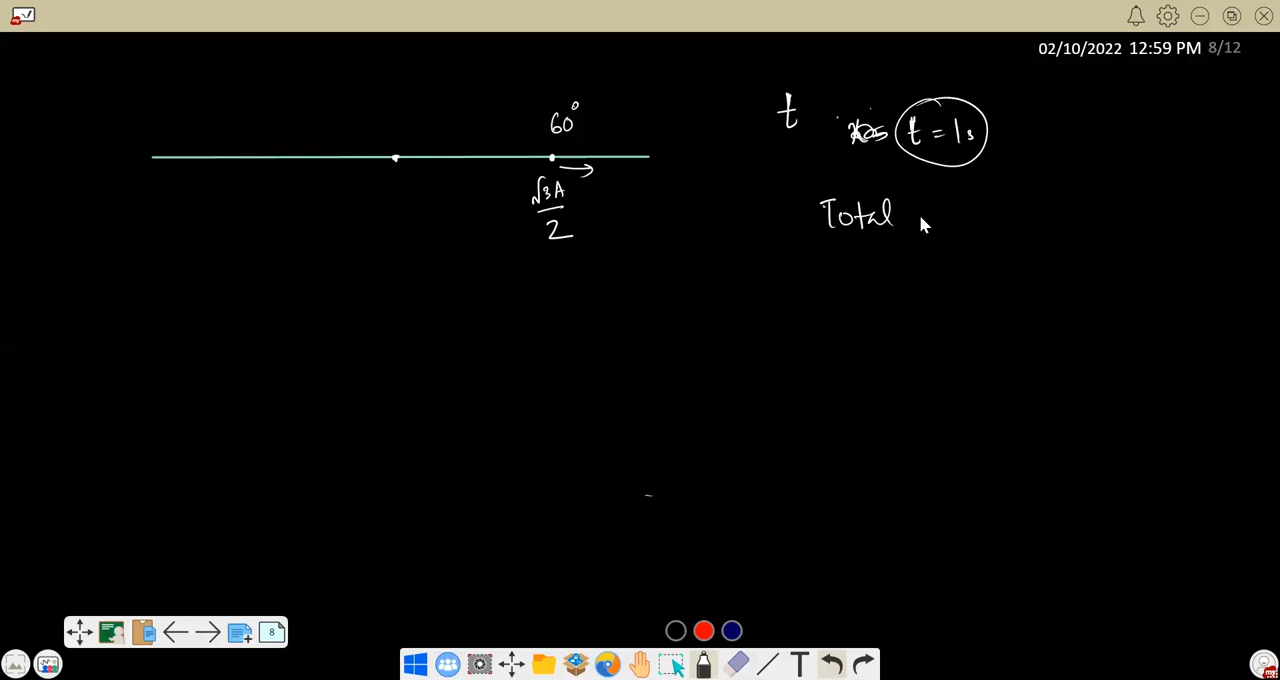 02/10/2022 12:59 PM 8/12
60°
t
t = 1s
√3A
2
Total
8
T